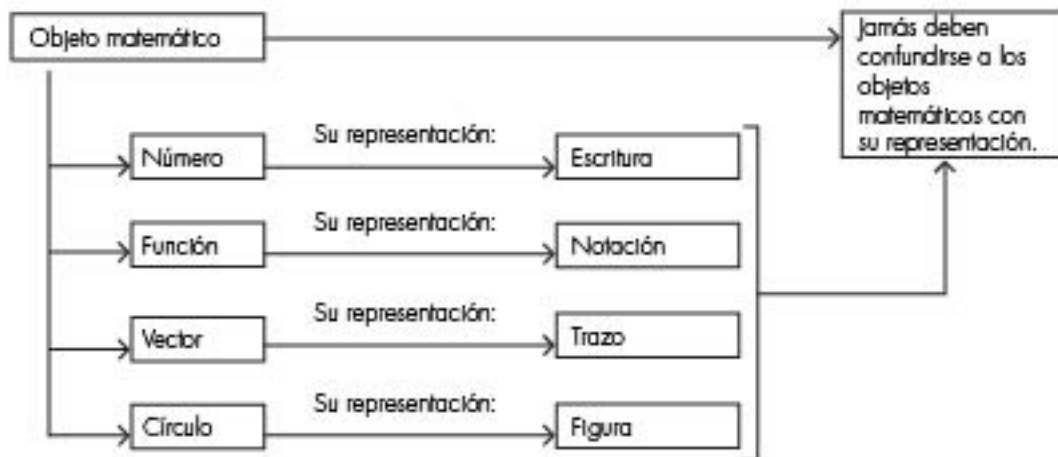 Objeto matemático
Jamás deben
confundirse a los
objetos
matemáticos con
su representación.
Número
Su representación:
Escritura
Función
Su representación:
Notación
Vector
Su representación:
Trazo
Círculo
Su representación:
Figura